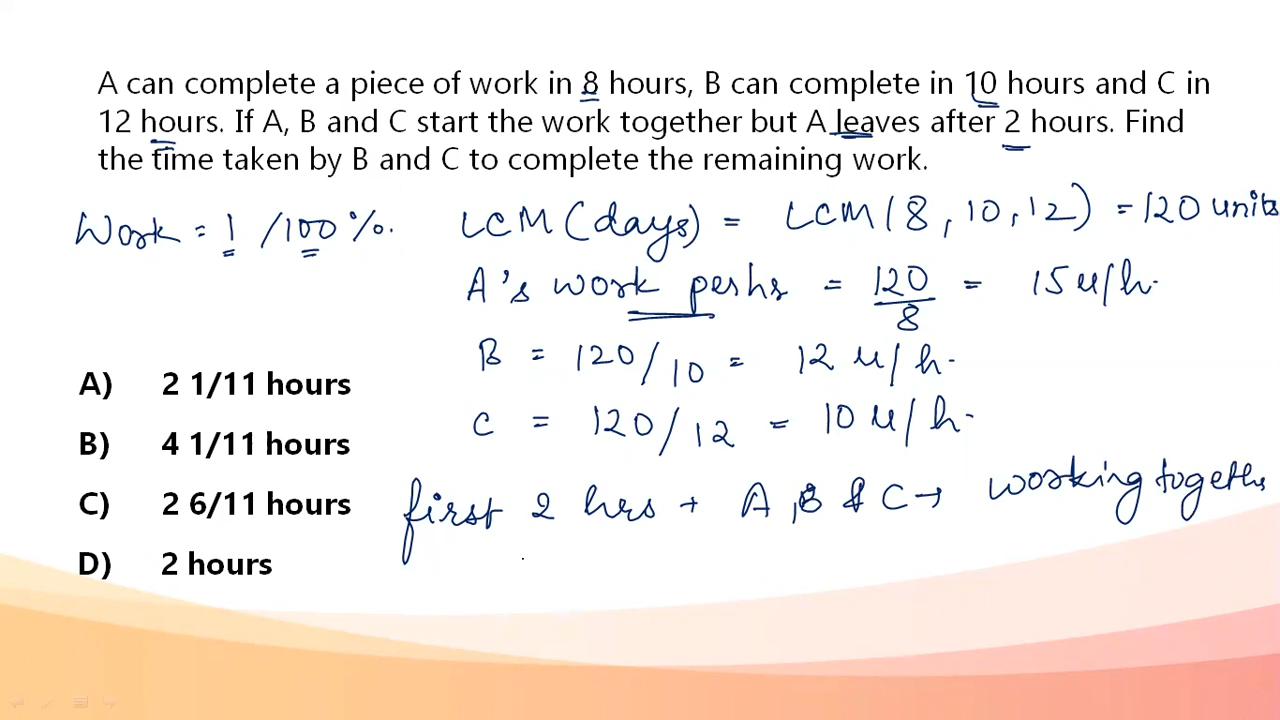 A can complete a piece of work in 8 hours, B can complete in 10 hours and C in
12 hours. If A, B and C start the work together but A leaves after 2 hours. Find
the time taken by B and C to complete the remaining work.
Work = 1 /100 %.
LCM (days) = LCM (8, 10, 12) = 120 units
A's work per hr = 120/8 = 15 u/h.
B = 120/10 = 12 u/h.
C = 120/12 = 10 u/h.
A) 2 1/11 hours
B) 4 1/11 hours
C) 2 6/11 hours
D) 2 hours
first 2 hrs → A, B & C → working togethe